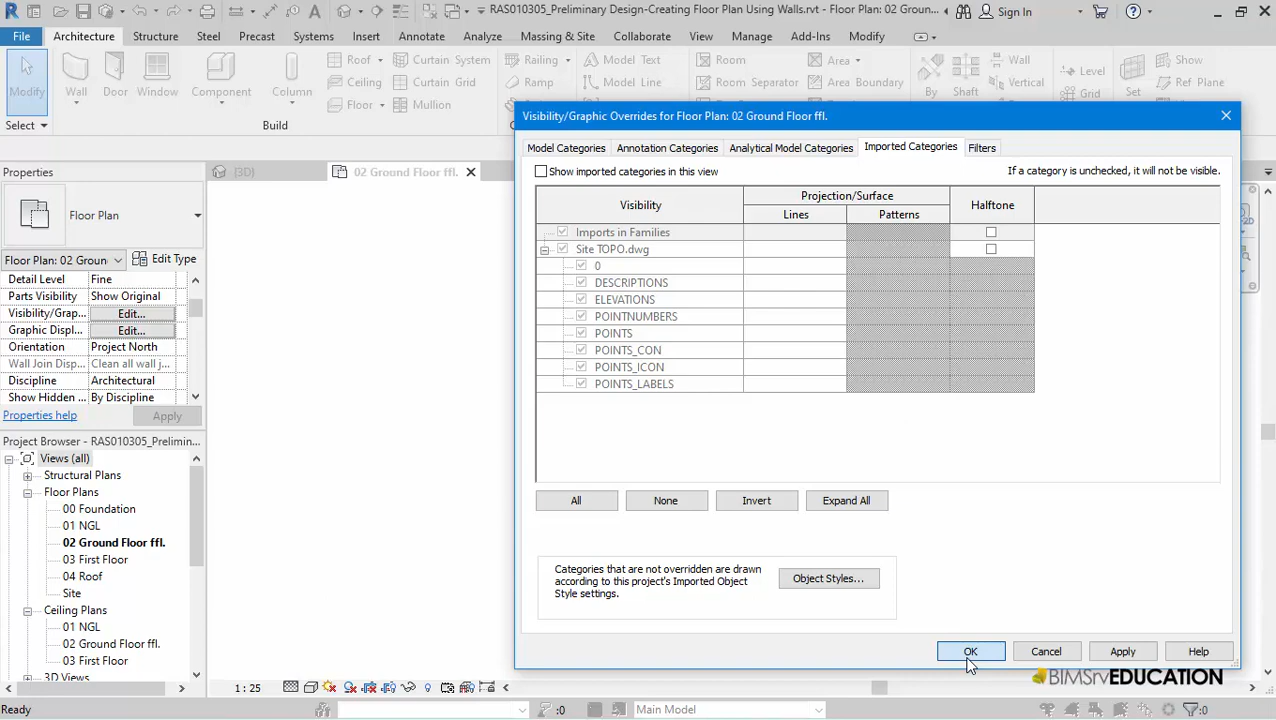 RAS010305_Preliminary Design-Creating Floor Plan Using Walls.rvt - Floor Plan: 02 Groun...
Sign In
File
Architecture
Structure
Steel
Precast
Systems
Insert
Annotate
Analyze
Massing & Site
Collaborate
View
Manage
Add-Ins
Modify
Modify
Wall
Door
Window
Component
Column
Roof
Ceiling
Floor
Curtain System
Curtain Grid
Mullion
Railing
Ramp
Model Text
Model Line
Room
Room Separator
Area
Area Boundary
By
Shaft
Wall
Vertical
Level
Grid
Set
Show
Ref Plane
Select
Build
Properties
Floor Plan
Floor Plan: 02 Groun
Edit Type
Detail Level Fine
Parts Visibility Show Original
Visibility/Grap... Edit...
Graphic Displ... Edit...
Orientation Project North
Wall Join Disp... Clean all wall j...
Discipline Architectural
Show Hidden By Discipline
Properties help
Apply
Project Browser - RAS010305_Prelimin...
Views (all)
Structural Plans
Floor Plans
00 Foundation
01 NGL
02 Ground Floor ffl.
03 First Floor
04 Roof
Site
Ceiling Plans
01 NGL
02 Ground Floor ffl.
03 First Floor
3D Views
{3D}
02 Ground Floor ffl.
Visibility/Graphic Overrides for Floor Plan: 02 Ground Floor ffl.
Model Categories
Annotation Categories
Analytical Model Categories
Imported Categories
Filters
Show imported categories in this view
If a category is unchecked, it will not be visible.
Visibility
Projection/Surface
Lines
Patterns
Halftone
Imports in Families
Site TOPO.dwg
0
DESCRIPTIONS
ELEVATIONS
POINTNUMBERS
POINTS
POINTS_CON
POINTS_ICON
POINTS_LABELS
All
None
Invert
Expand All
Categories that are not overridden are drawn
according to this project's Imported Object
Style settings.
Object Styles...
OK
Cancel
Apply
Help
BIMSrvEDUCATION
1 : 25
:0
Main Model
:0